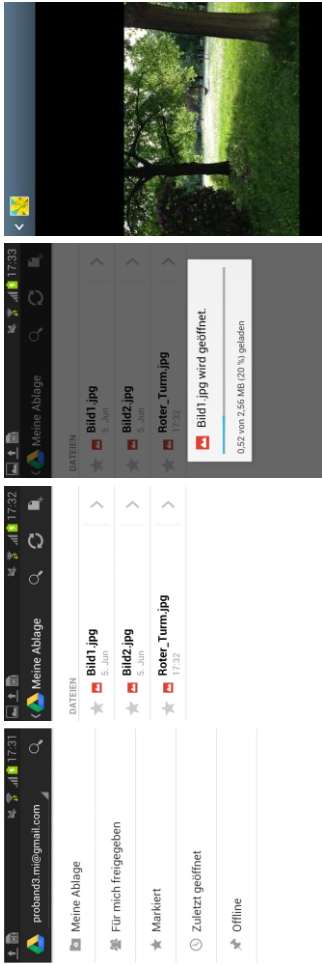 17:31
proband3.mi@gmail.com
Meine Ablage
Für mich freigegeben
Markiert
Zuletzt geöffnet
Offline
17:32
Meine Ablage
DATEIEN
Bild1.jpg
5. Jun
Bild2.jpg
5. Jun
Roter_Turm.jpg
17:32
17:33
Meine Ablage
DATEIEN
Bild1.jpg
5. Jun
Bild2.jpg
5. Jun
Roter_Turm.jpg
17:32
Bild1.jpg wird geöffnet.
0,52 von 2,56 MB (20 %) geladen